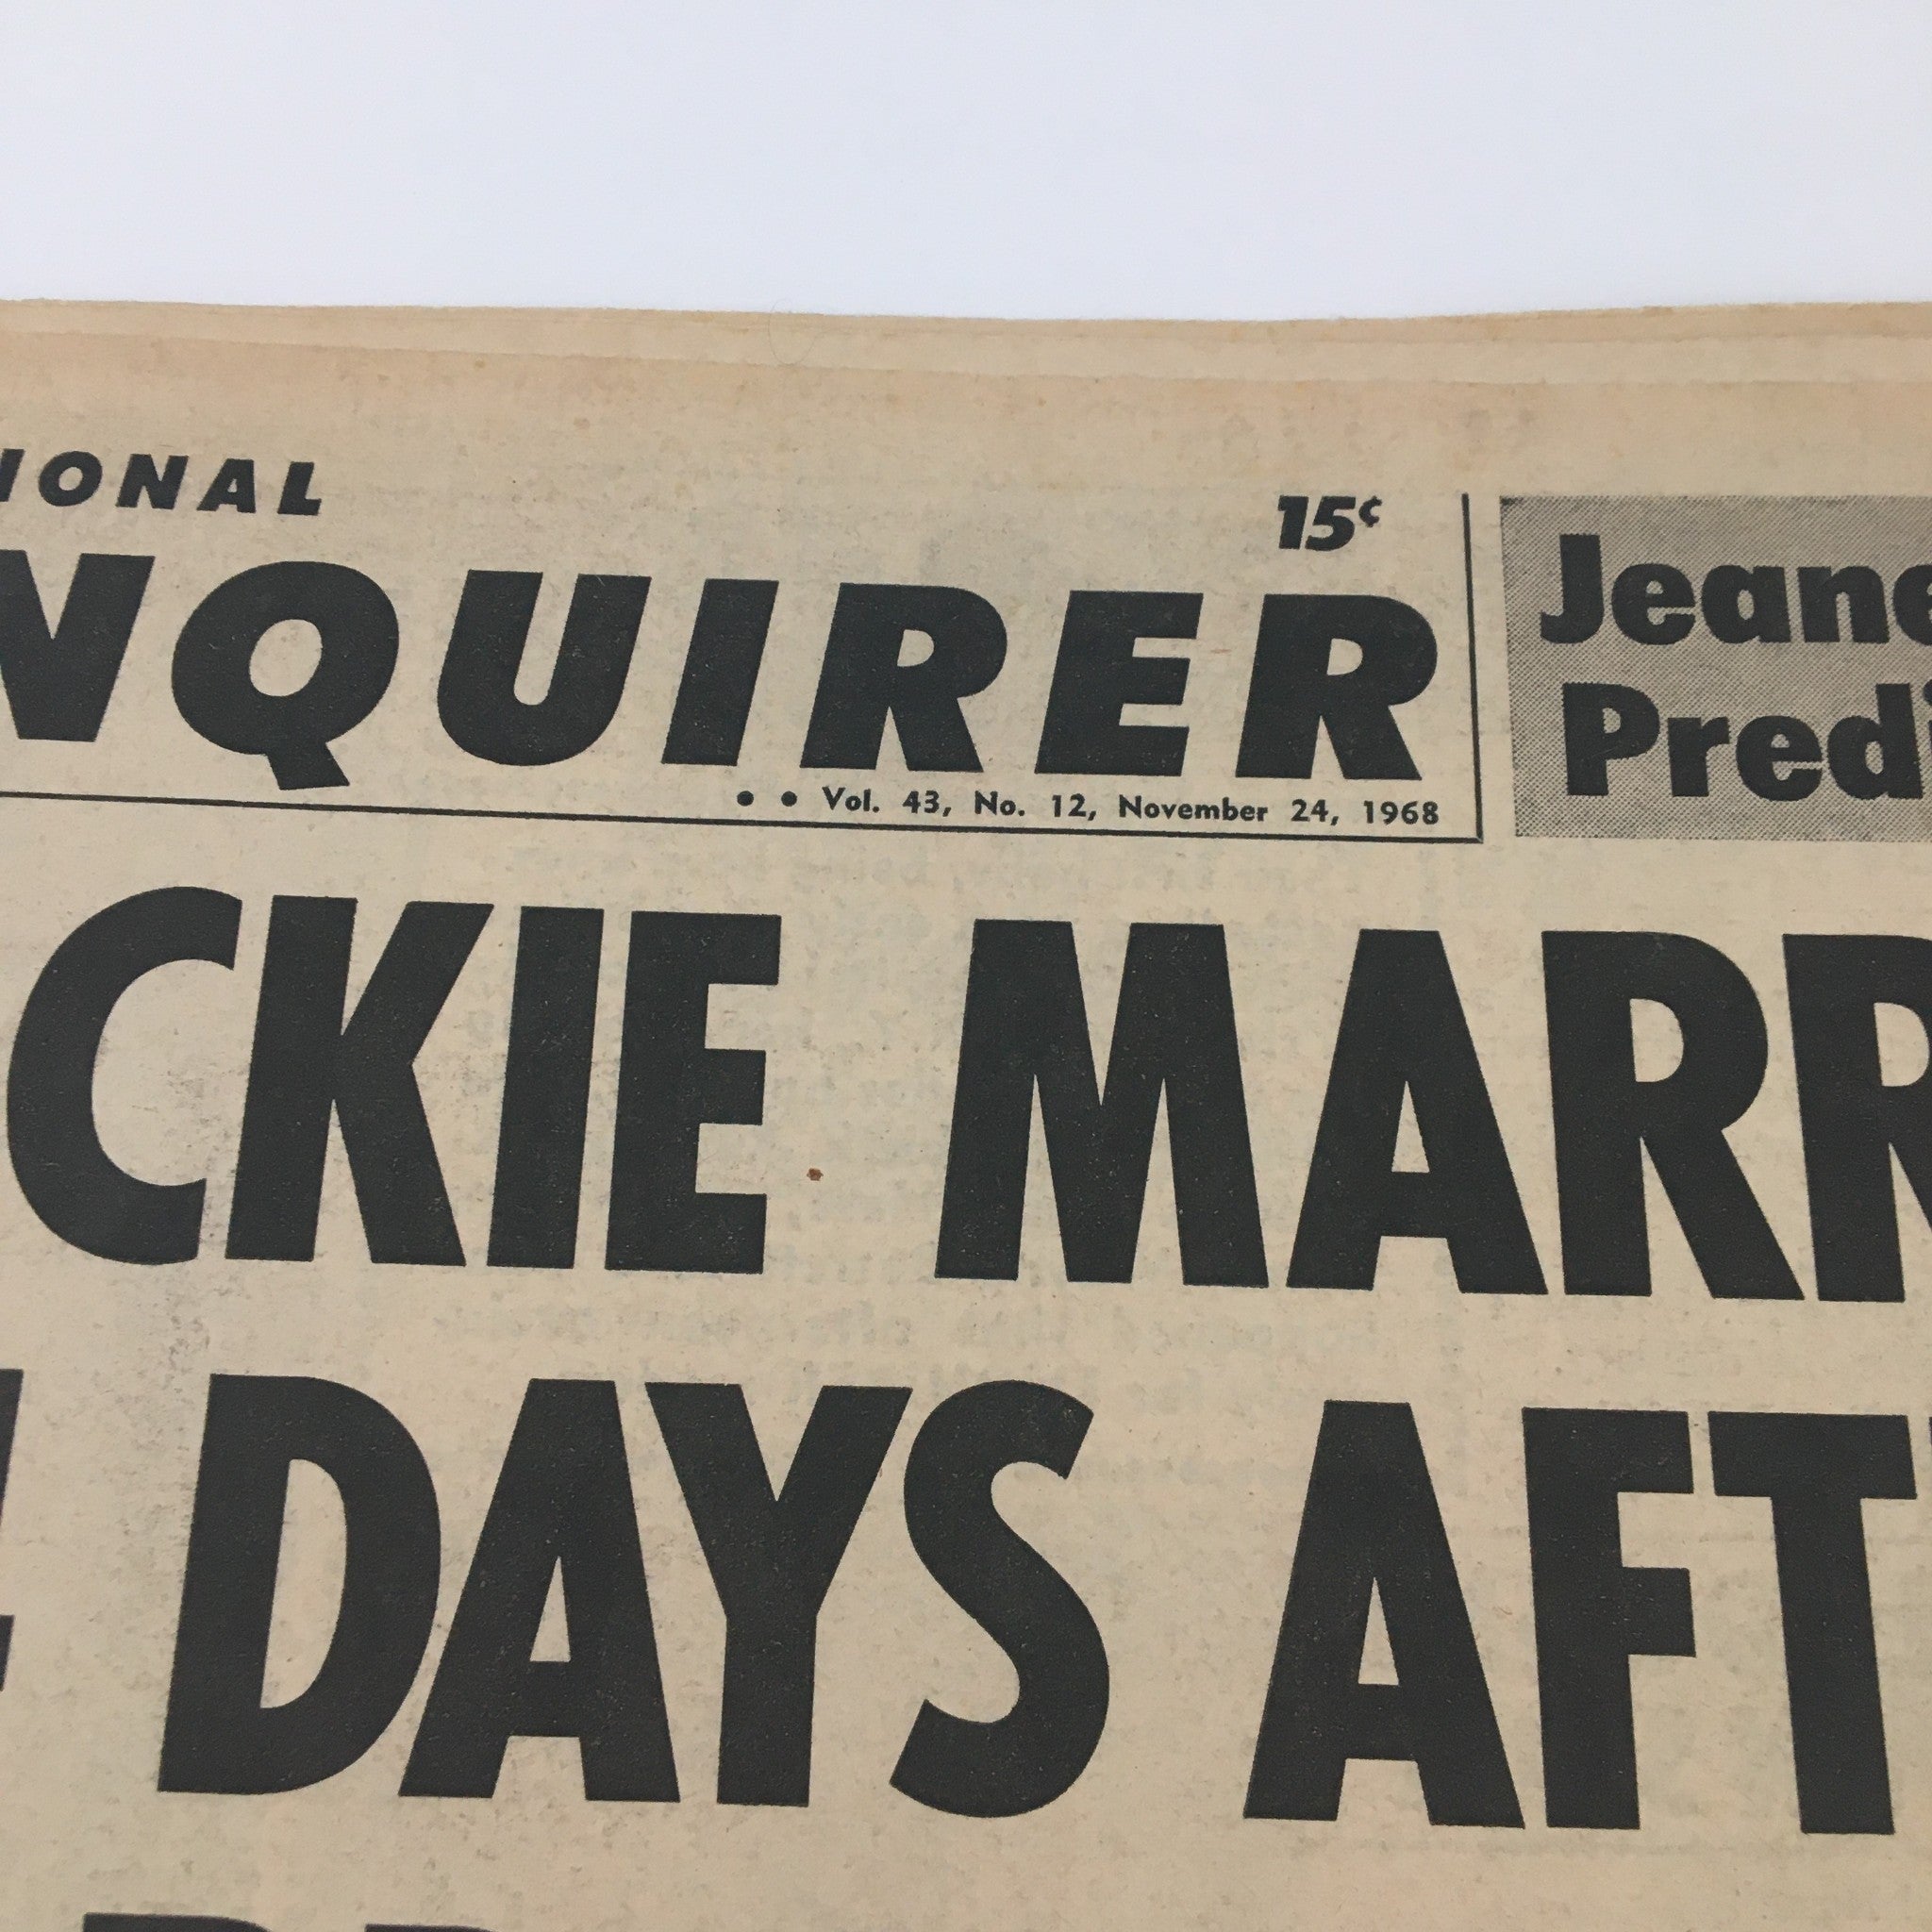 IONAL
15¢
NQUIRER
• • Vol. 43, No. 12, November 24, 1968
Jeane
Predi
CKIE MARR
DAYS AFT